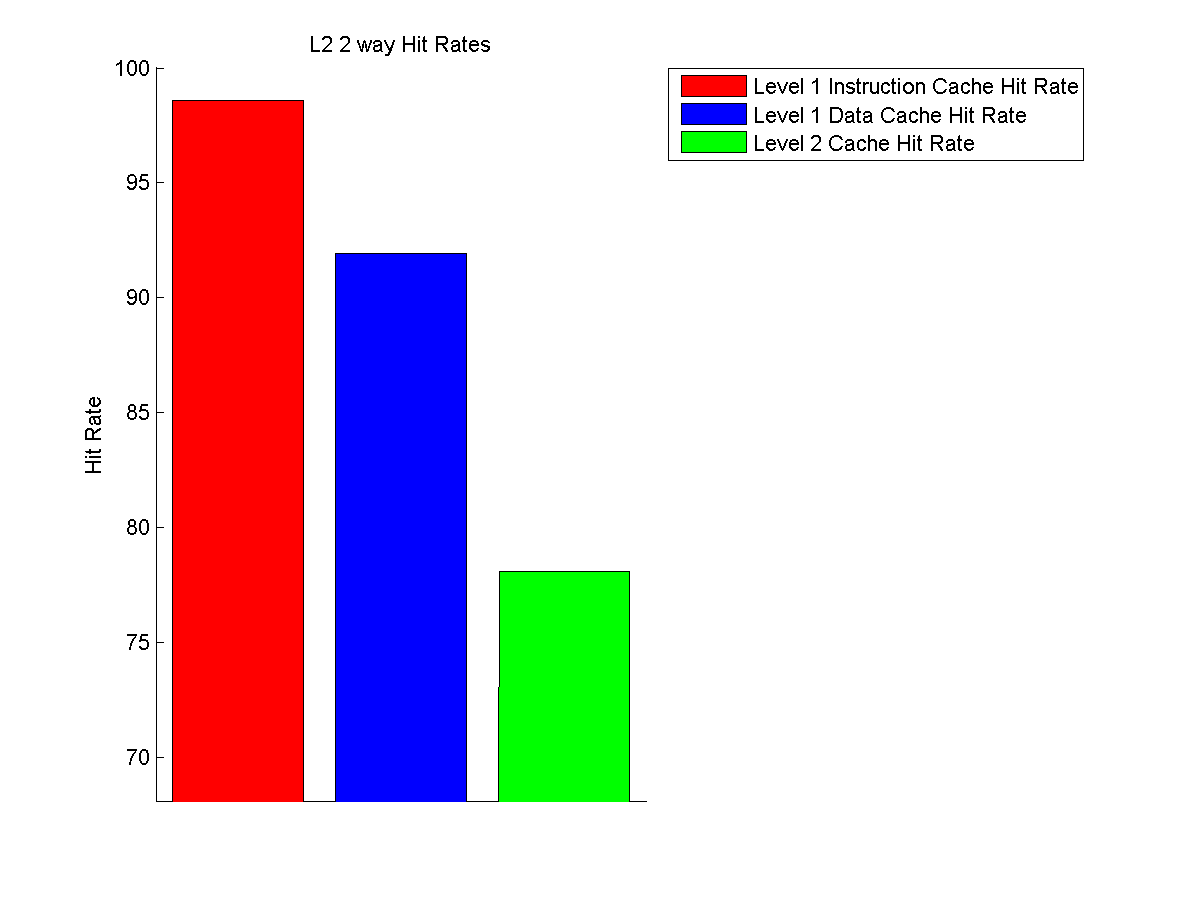 L2 2 way Hit Rates
Level 1 Instruction Cache Hit Rate
Level 1 Data Cache Hit Rate
Level 2 Cache Hit Rate
Hit Rate
100
95
90
85
80
75
70